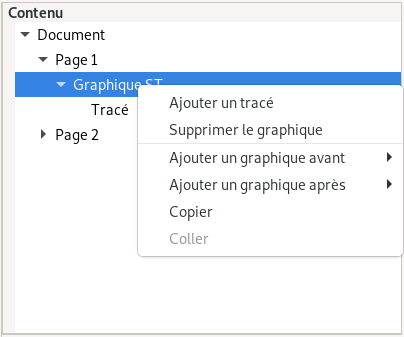 Contenu
Document
Page 1
Graphique ST
Tracé
Page 2
Ajouter un tracé
Supprimer le graphique
Ajouter un graphique avant
Ajouter un graphique après
Copier
Coller